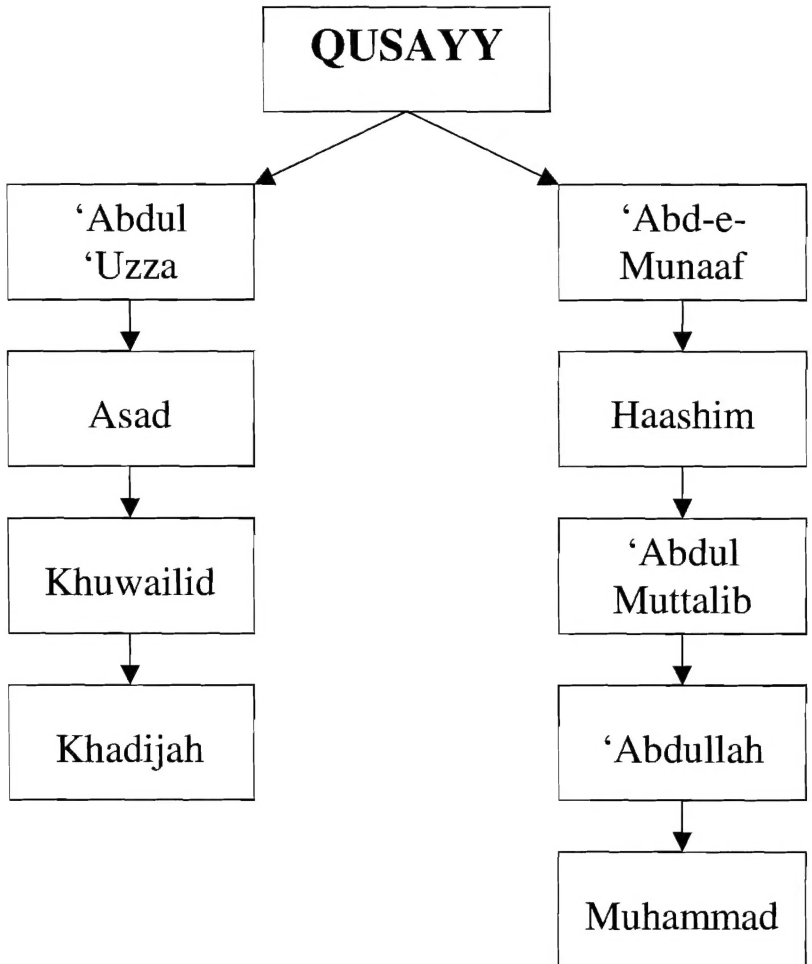 QUSAYY
‘Abdul
‘Uzza
‘Abd-e-
Munaaf
Asad
Haashim
Khuwailid
‘Abdul
Muttalib
Khadijah
‘Abdullah
Muhammad